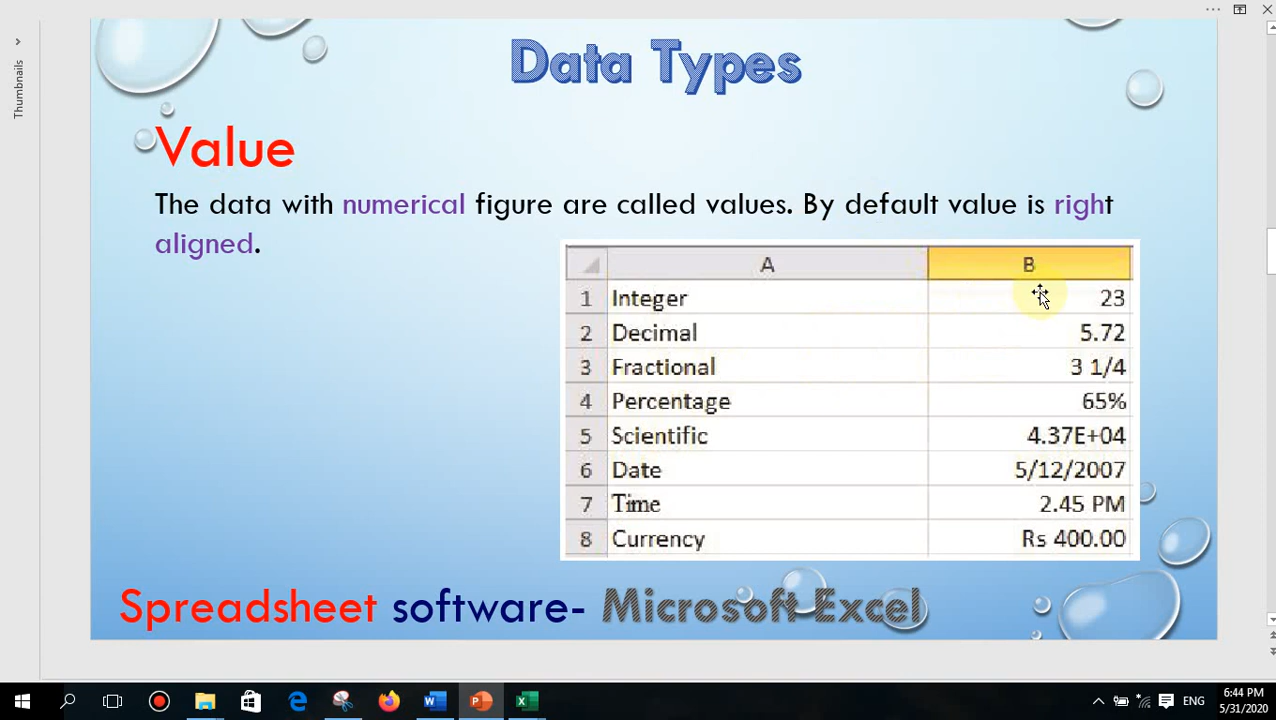 Thumbnails
Data Types
Value
The data with numerical figure are called values. By default value is right
aligned.
A B
1 Integer 23
2 Decimal 5.72
3 Fractional 3 1/4
4 Percentage 65%
5 Scientific 4.37E+04
6 Date 5/12/2007
7 Time 2.45 PM
8 Currency Rs 400.00
Spreadsheet software- Microsoft Excel
ENG
6:44 PM
5/31/2020